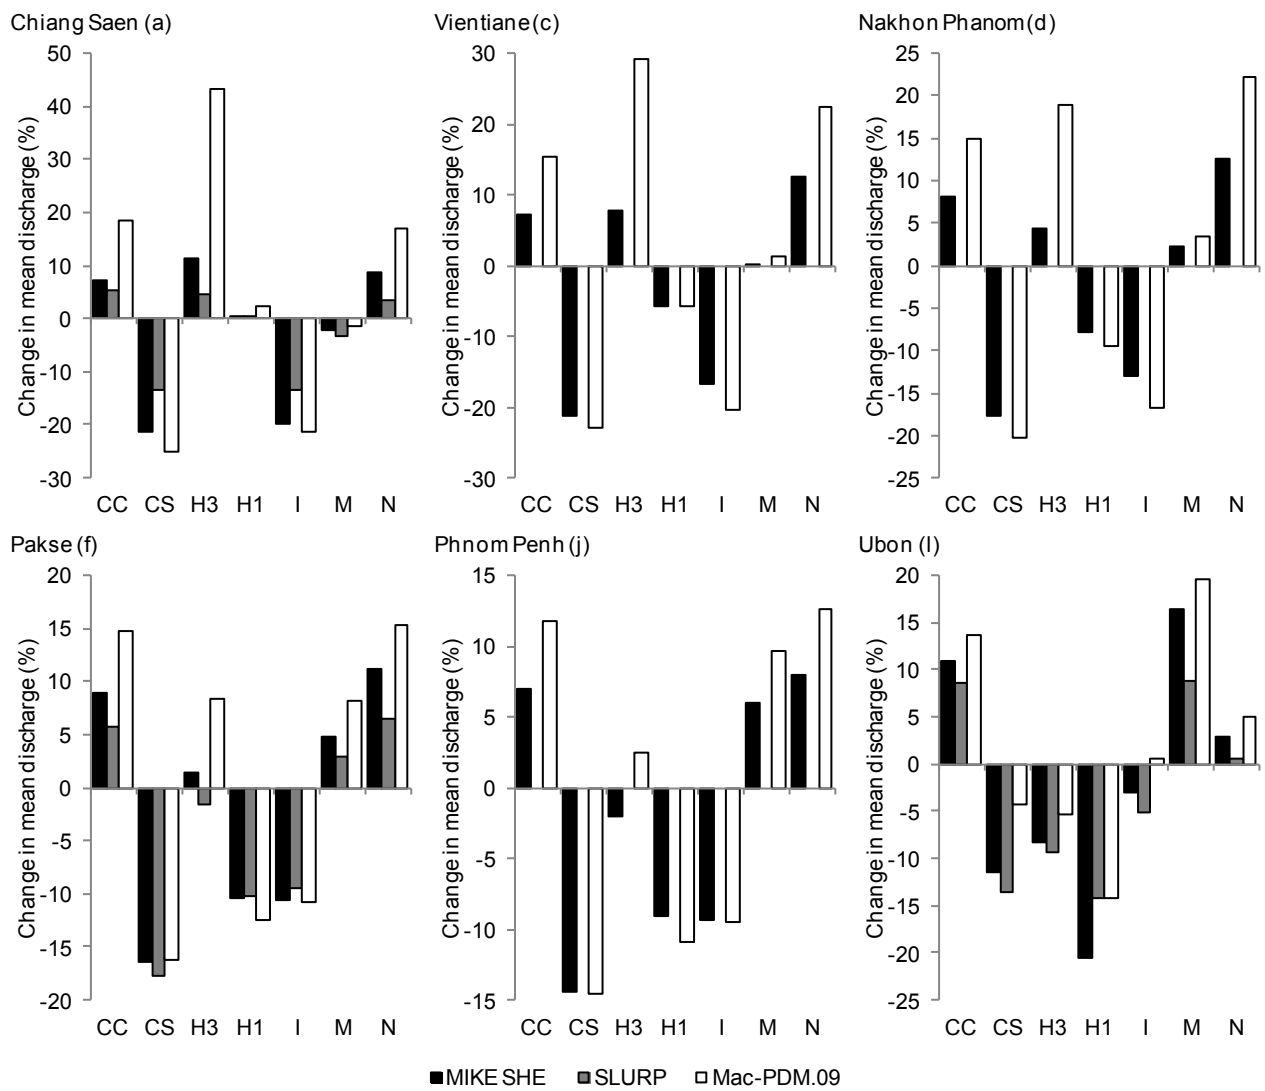 Chiang Saen (a)
Change in mean discharge (%)
50
40
30
20
10
0
-10
-20
-30
CC CS H3 H1 I M N
Vientiane (c)
Change in mean discharge (%)
30
20
10
0
-10
-20
-30
CC CS H3 H1 I M N
Nakhon Phanom (d)
Change in mean discharge (%)
25
20
15
10
5
0
-5
-10
-15
-20
-25
CC CS H3 H1 I M N
Pakse (f)
Change in mean discharge (%)
20
15
10
5
0
-5
-10
-15
-20
CC CS H3 H1 I M N
Phnom Penh (j)
Change in mean discharge (%)
15
10
5
0
-5
-10
-15
CC CS H3 H1 I M N
Ubon (l)
Change in mean discharge (%)
20
15
10
5
0
-5
-10
-15
-20
-25
CC CS H3 H1 I M N
MIKE SHE SLURP Mac-PDM.09